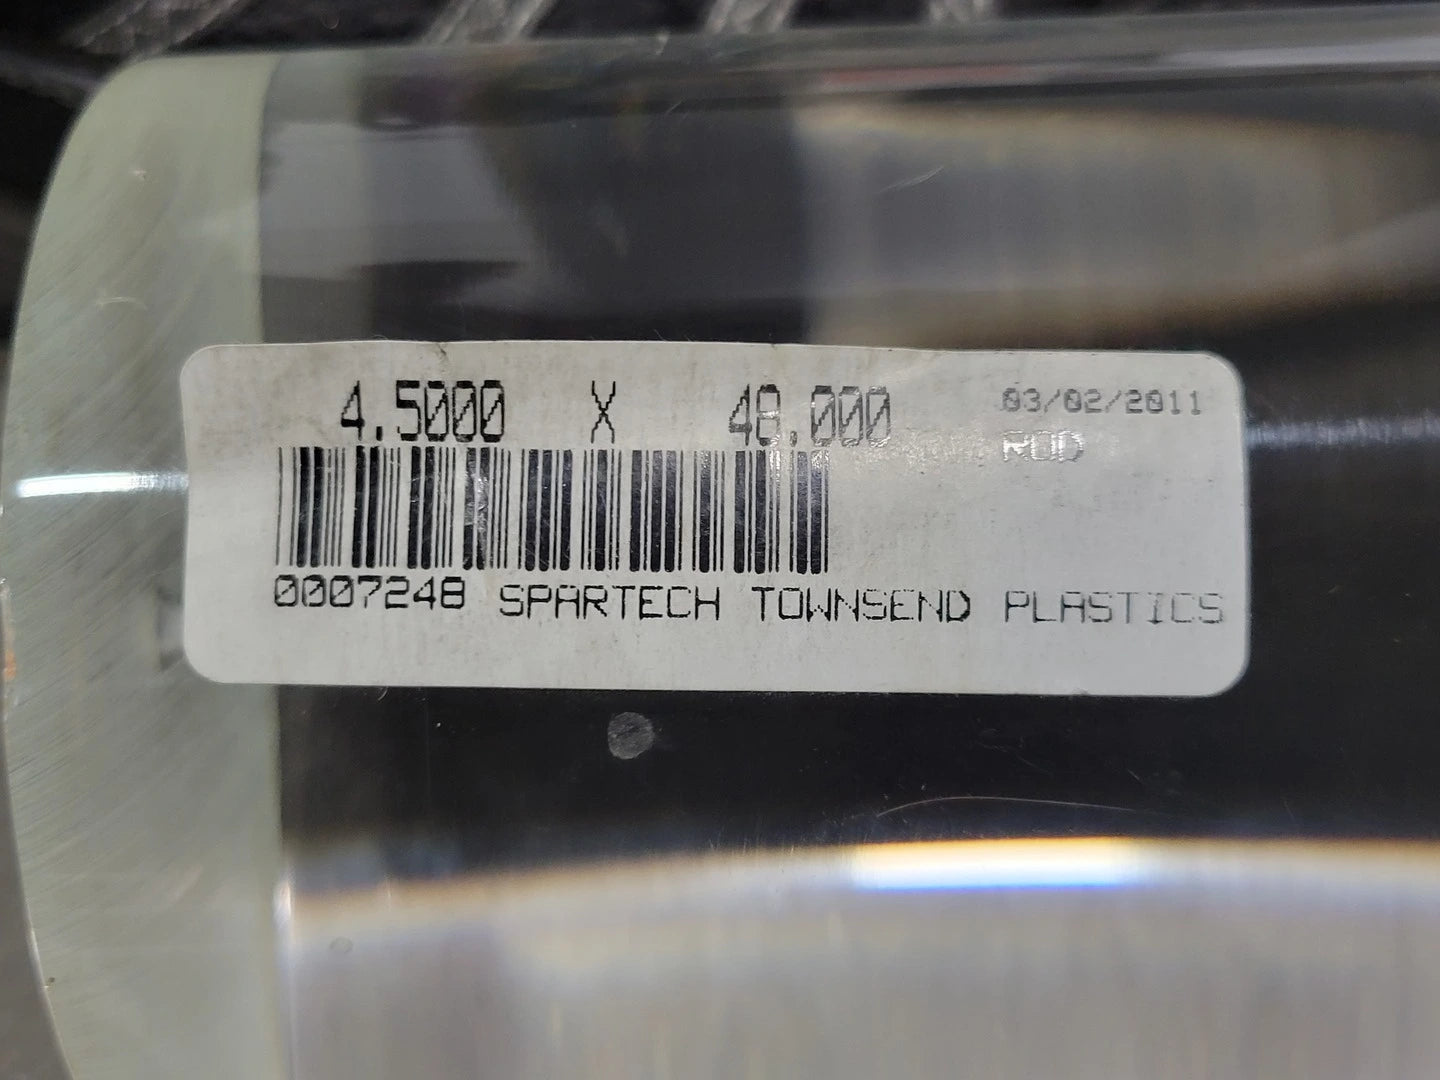 4.5000 X 48.000 03/02/2011
ROD
0007248 SPARTECH TOWNSEND PLASTICS